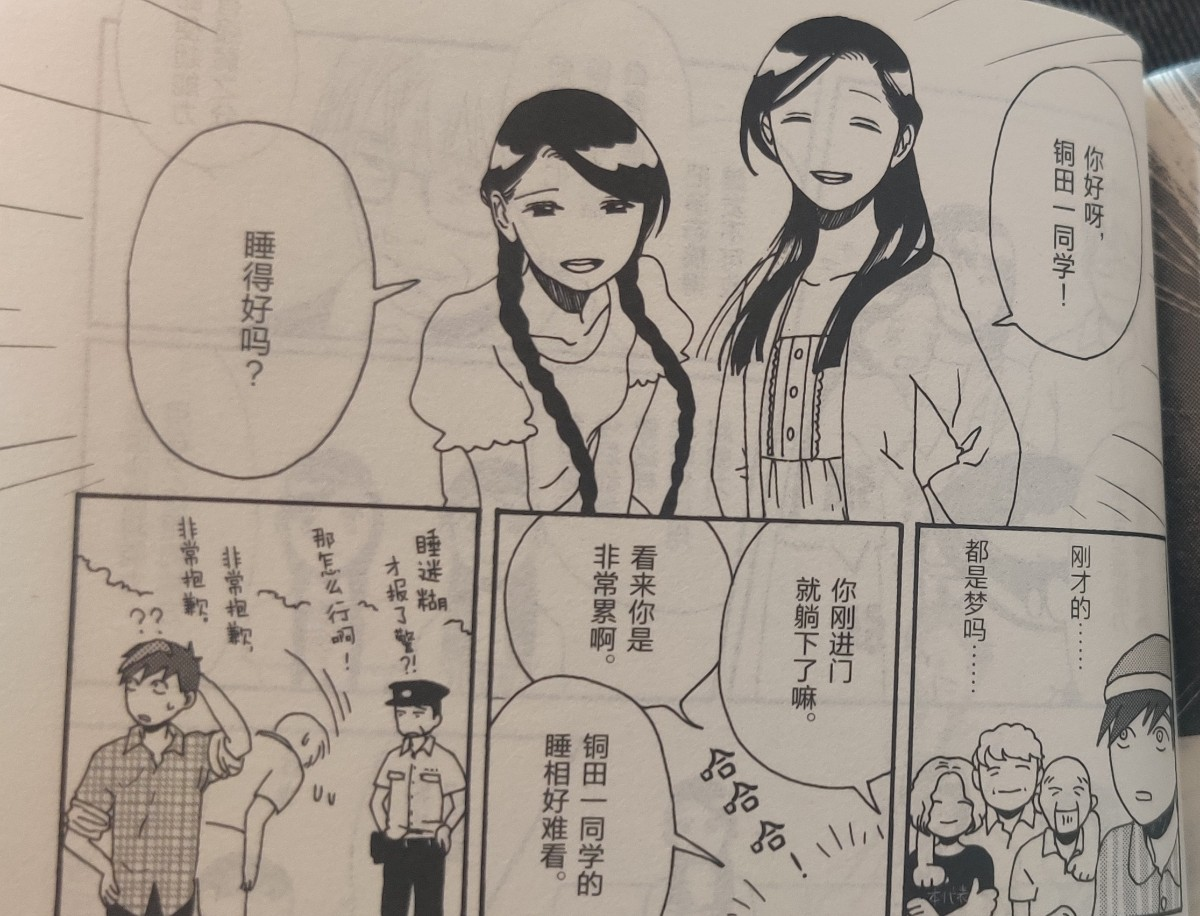 你好呀，
铜田一同学！
睡得好吗？
刚才的……
都是梦吗……
你刚进门
就躺下了嘛。
看来你是
非常累啊。
铜田一同学的
睡相好难看。
睡迷糊
才报了警?!
那怎么行啊！
非常抱歉，
非常抱歉，
??